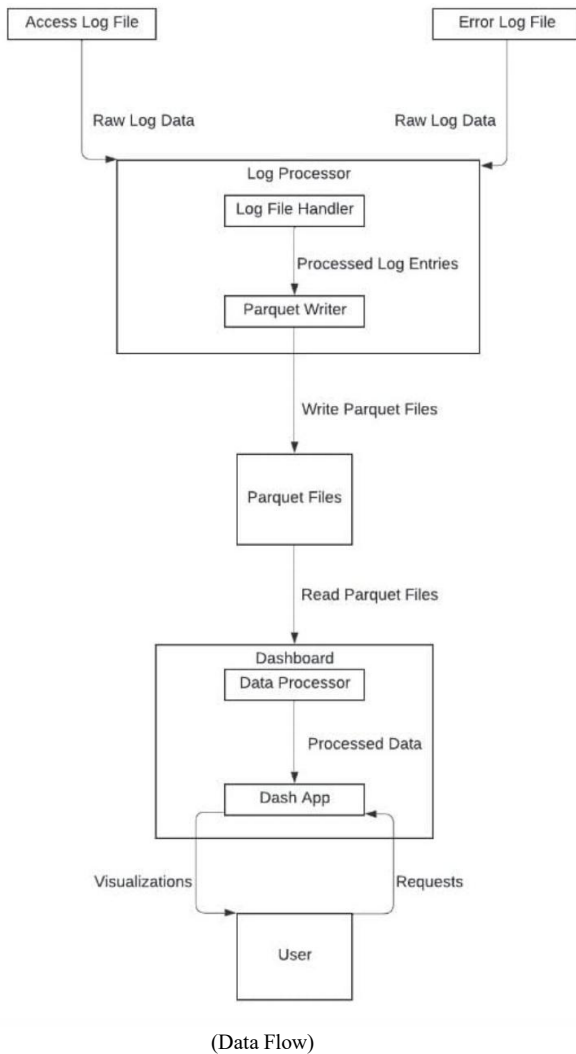 Access Log File
Error Log File
Raw Log Data
Raw Log Data
Log Processor
Log File Handler
Processed Log Entries
Parquet Writer
Write Parquet Files
Parquet Files
Read Parquet Files
Dashboard
Data Processor
Processed Data
Dash App
Visualizations
Requests
User
(Data Flow)